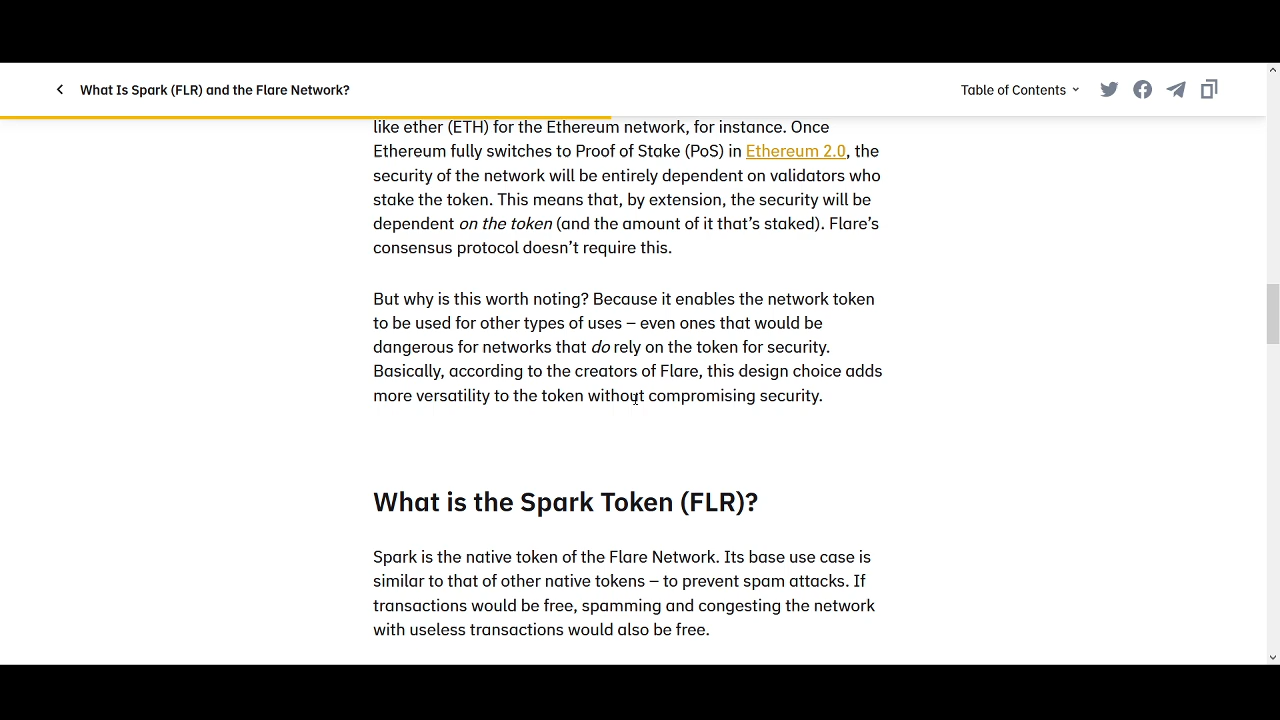 What Is Spark (FLR) and the Flare Network?
Table of Contents
like ether (ETH) for the Ethereum network, for instance. Once
Ethereum fully switches to Proof of Stake (PoS) in Ethereum 2.0, the
security of the network will be entirely dependent on validators who
stake the token. This means that, by extension, the security will be
dependent on the token (and the amount of it that’s staked). Flare’s
consensus protocol doesn’t require this.
But why is this worth noting? Because it enables the network token
to be used for other types of uses – even ones that would be
dangerous for networks that do rely on the token for security.
Basically, according to the creators of Flare, this design choice adds
more versatility to the token without compromising security.
What is the Spark Token (FLR)?
Spark is the native token of the Flare Network. Its base use case is
similar to that of other native tokens – to prevent spam attacks. If
transactions would be free, spamming and congesting the network
with useless transactions would also be free.